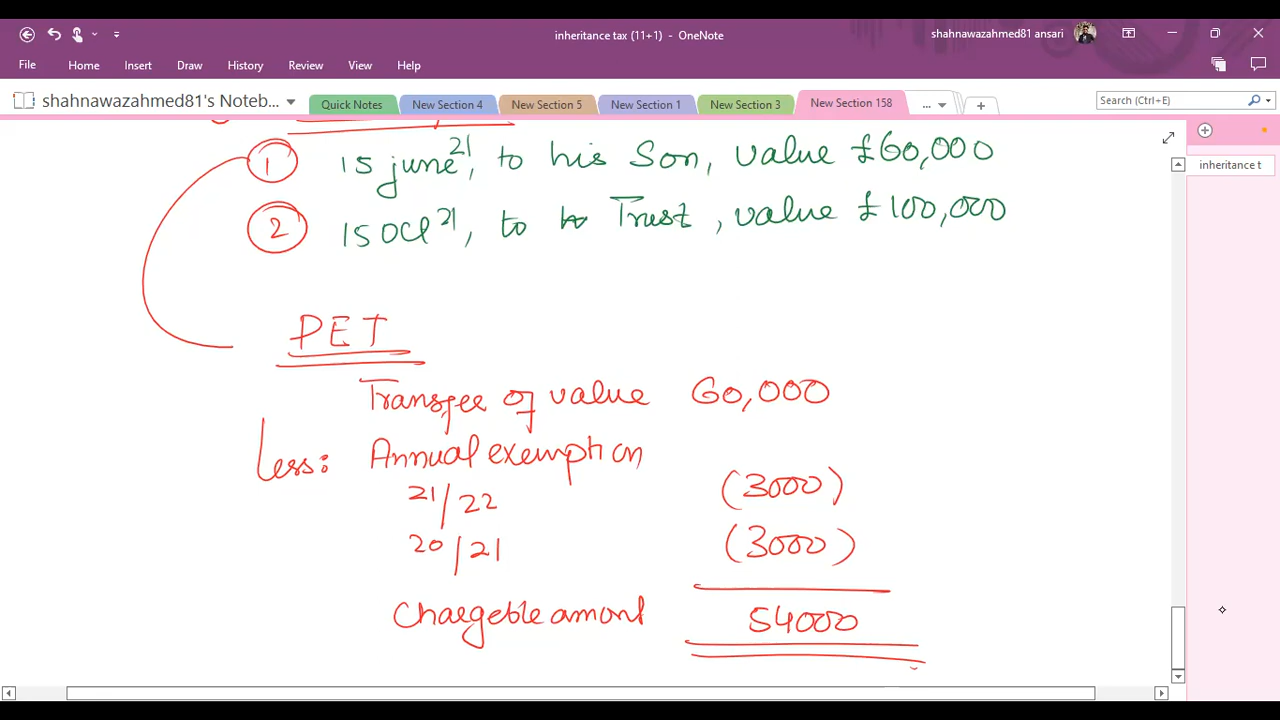 inheritance tax (11+1) - OneNote
shahnawazahmed81 ansari
File Home Insert Draw History Review View Help
shahnawazahmed81's Noteb... Quick Notes New Section 4 New Section 5 New Section 1 New Section 3 New Section 158 ... Search (Ctrl+E)
inheritance t
1 15 june 21, to his Son, value £60,000
2 15 Oct 21, to Trust, value £100,000
PET
Transfee of value 60,000
Less: Annual exemption
21/22 (3000)
20/21 (3000)
Chargeble amont 54000